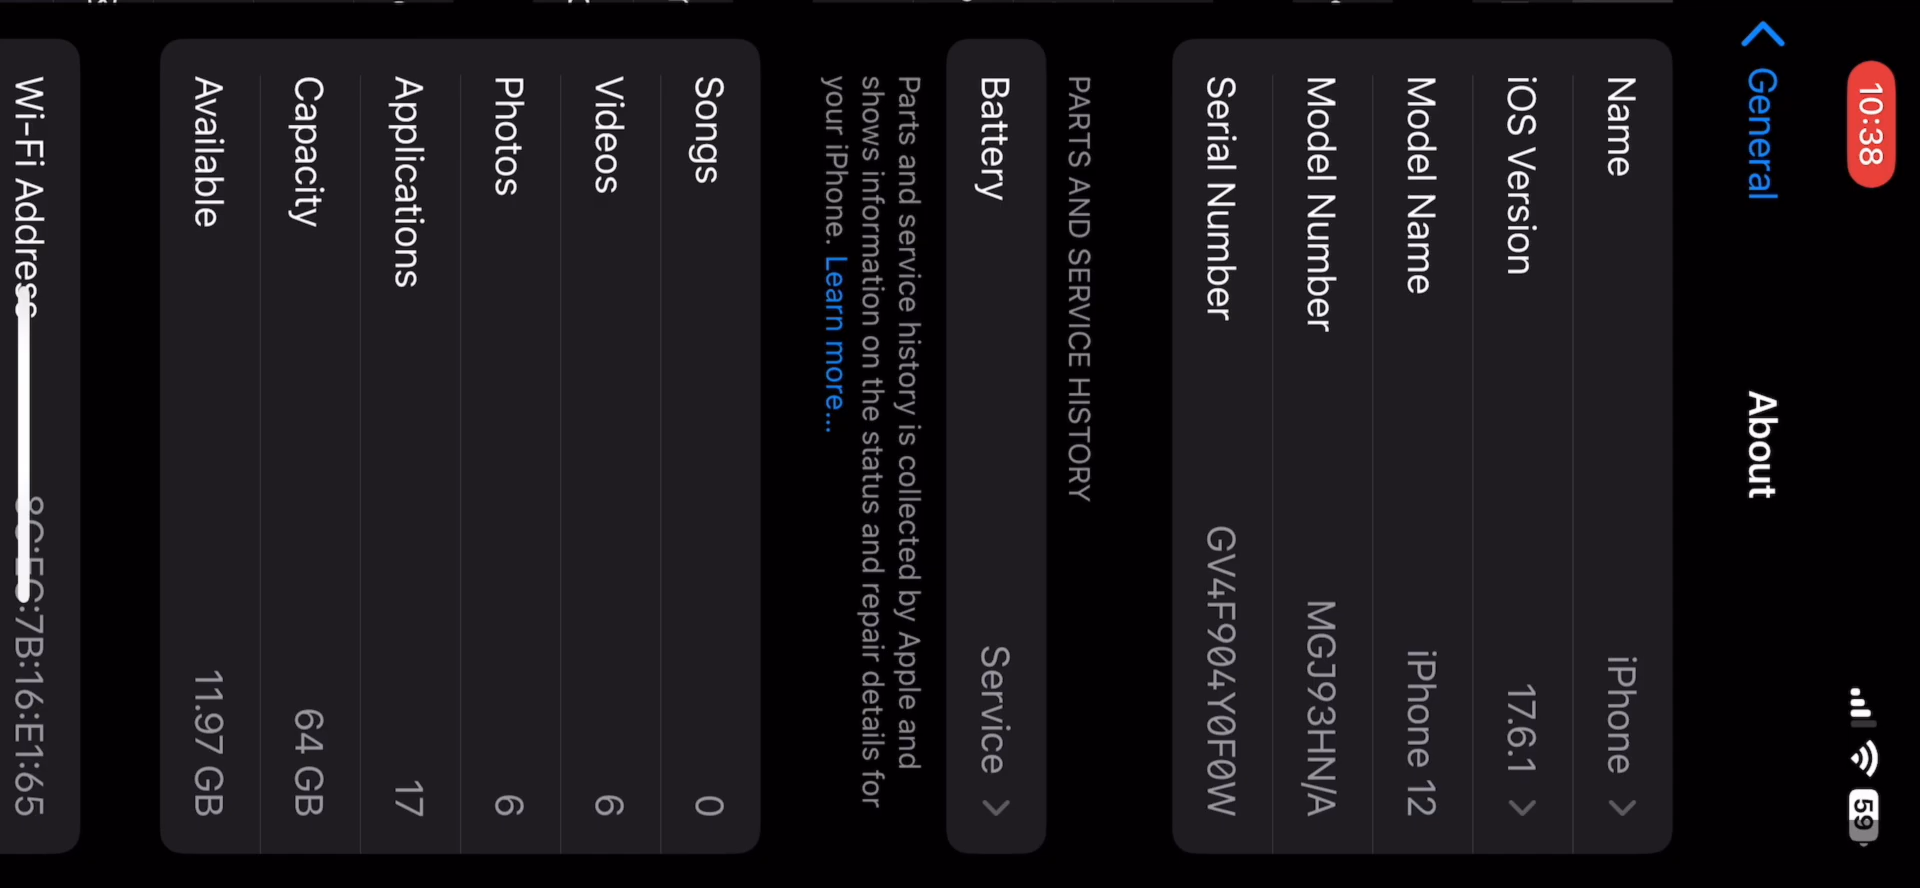 10:38
59
General
About
Name
iPhone
iOS Version
17.6.1
Model Name
iPhone 12
Model Number
MGJ93HN/A
Serial Number
GV4F904Y0F0W
PARTS AND SERVICE HISTORY
Battery
Service
Parts and service history is collected by Apple and
shows information on the status and repair details for
your iPhone. Learn more...
Songs
0
Videos
6
Photos
6
Applications
17
Capacity
64 GB
Available
11.97 GB
Wi-Fi Address
:7B:16:E1:65